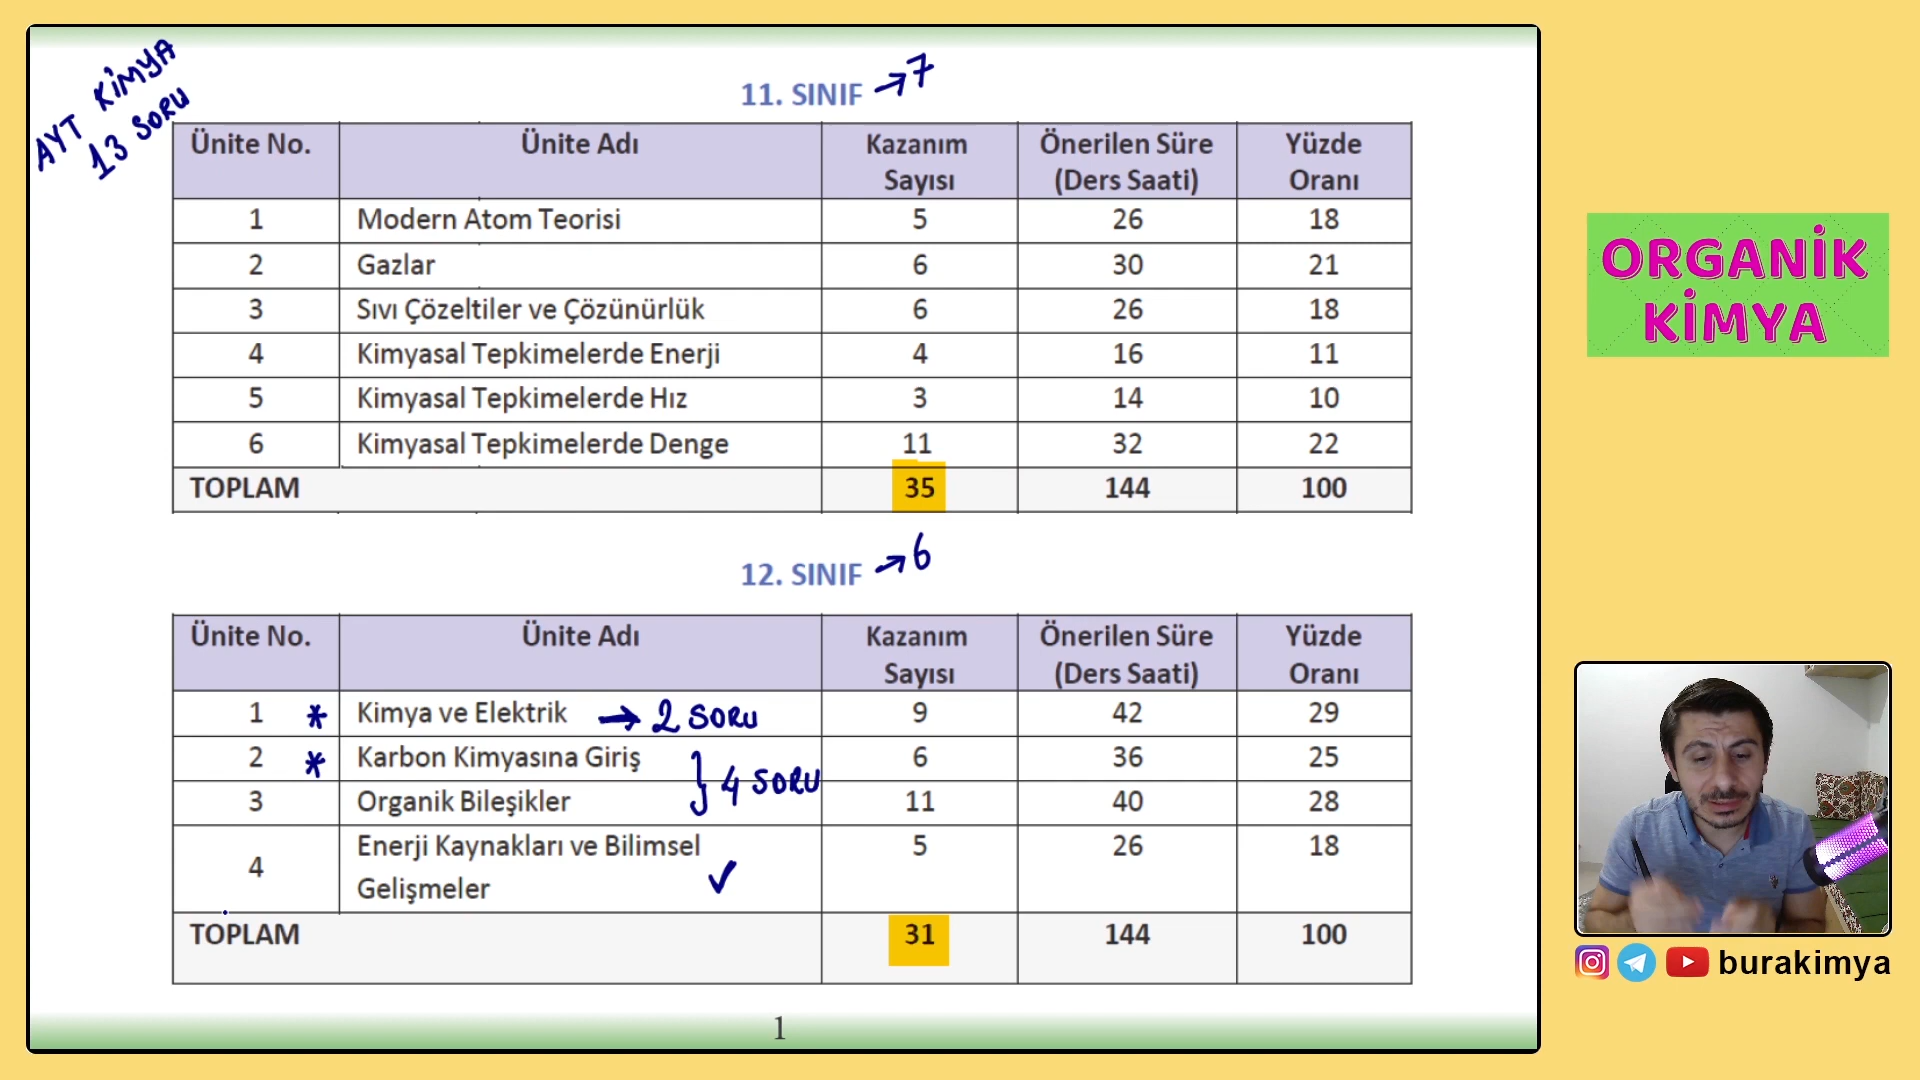 AYT KİMYA
13 SORU
11. SINIF →7
Ünite No. Ünite Adı Kazanım Sayısı Önerilen Süre (Ders Saati) Yüzde Oranı
1 Modern Atom Teorisi 5 26 18
2 Gazlar 6 30 21
3 Sıvı Çözeltiler ve Çözünürlük 6 26 18
4 Kimyasal Tepkimelerde Enerji 4 16 11
5 Kimyasal Tepkimelerde Hız 3 14 10
6 Kimyasal Tepkimelerde Denge 11 32 22
TOPLAM 35 144 100
12. SINIF →6
Ünite No. Ünite Adı Kazanım Sayısı Önerilen Süre (Ders Saati) Yüzde Oranı
1 * Kimya ve Elektrik → 2 SORU 9 42 29
2 * Karbon Kimyasına Giriş 6 36 25
} 4 SORU
3 Organik Bileşikler 11 40 28
4 Enerji Kaynakları ve Bilimsel Gelişmeler ✓ 5 26 18
TOPLAM 31 144 100
1
ORGANİK
KİMYA
burakimya